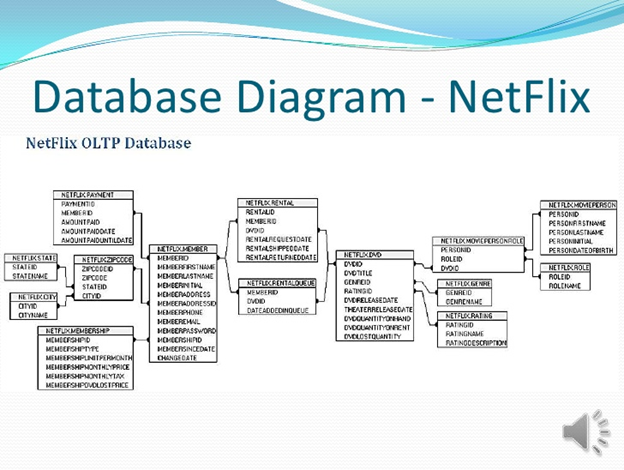 Database Diagram - NetFlix
NetFlix OLTP Database
NETFLIX.PAYMENT
PAYMENTID
MEMBERID
AMOUNTPAID
AMOUNTPAIDDATE
AMOUNTPAIDUNTILDATE
NETFLIX.STATE
STATEID
STATENAME
NETFLIX.CITY
CITYID
CITYNAME
NETFLIX.ZIPCODE
ZIPCODEID
ZIPCODE
STATEID
CITYID
NETFLIX.MEMBERSHIP
MEMBERSHIPID
MEMBERSHIPTYPE
MEMBERSHIPLIMITPERMONTH
MEMBERSHIPMONTHLYPRICE
MEMBERSHIPMONTHLYTAX
MEMBERSHIPDVDLOSTPRICE
NETFLIX.MEMBER
MEMBERID
MEMBERFIRSTNAME
MEMBERLASTNAME
MEMBERINITIAL
MEMBERADDRESS
MEMBERADDRESSID
MEMBERPHONE
MEMBEREMAIL
MEMBERPASSWORD
MEMBERSHIPID
MEMBERSINCEDATE
CHANGEDATE
NETFLIX.RENTAL
RENTALID
MEMBERID
DVDID
RENTALREQUESTDATE
RENTALSHIPPEDDATE
RENTALRETURNEDDATE
NETFLIX.RENTALQUEUE
MEMBERID
DVDID
DATEADDEDINQUEUE
NETFLIX.DVD
DVDID
DVDTITLE
GENREID
RATINGID
DVDRELEASEDATE
THEATERRELEASEDATE
DVDQUANTITYONHAND
DVDQUANTITYONRENT
DVDLOSTQUANTITY
NETFLIX.MOVIEPERSONROLE
PERSONID
ROLEID
DVDID
NETFLIX.GENRE
GENREID
GENRENAME
NETFLIX.RATING
RATINGID
RATINGNAME
RATINGDESCRIPTION
NETFLIX.MOVIEPERSON
PERSONID
PERSONFIRSTNAME
PERSONLASTNAME
PERSONINITIAL
PERSONDATEOFBIRTH
NETFLIX.ROLE
ROLEID
ROLENAME